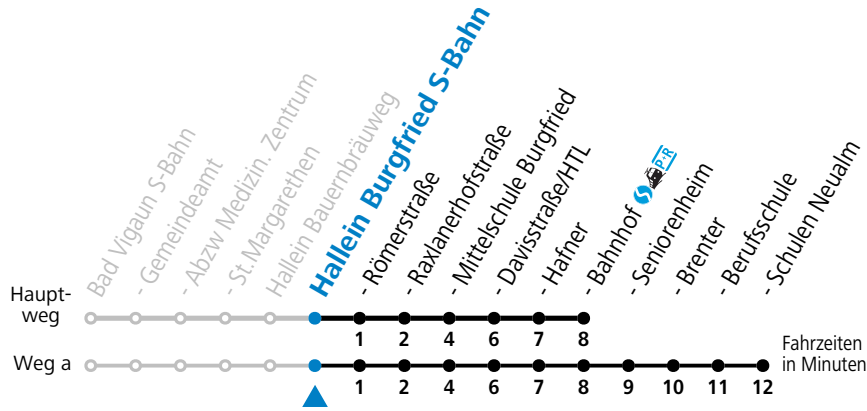 Bad Vigaun S-Bahn
- Gemeindeamt
- Abzw Medizin. Zentrum
- St.Margarethen
Hallein Bauernbräuweg
Hallein Burgfried S-Bahn
- Römerstraße
- Raxlanerhofstraße
- Mittelschule Burgfried
- Davisstraße/HTL
- Hafner
- Bahnhof P+R
- Seniorenheim
- Brenter
- Berufsschule
- Schulen Neualm
Haupt-
weg
1 2 4 6 7 8
Weg a
1 2 4 6 7 8 9 10 11 12
Fahrzeiten
in Minuten